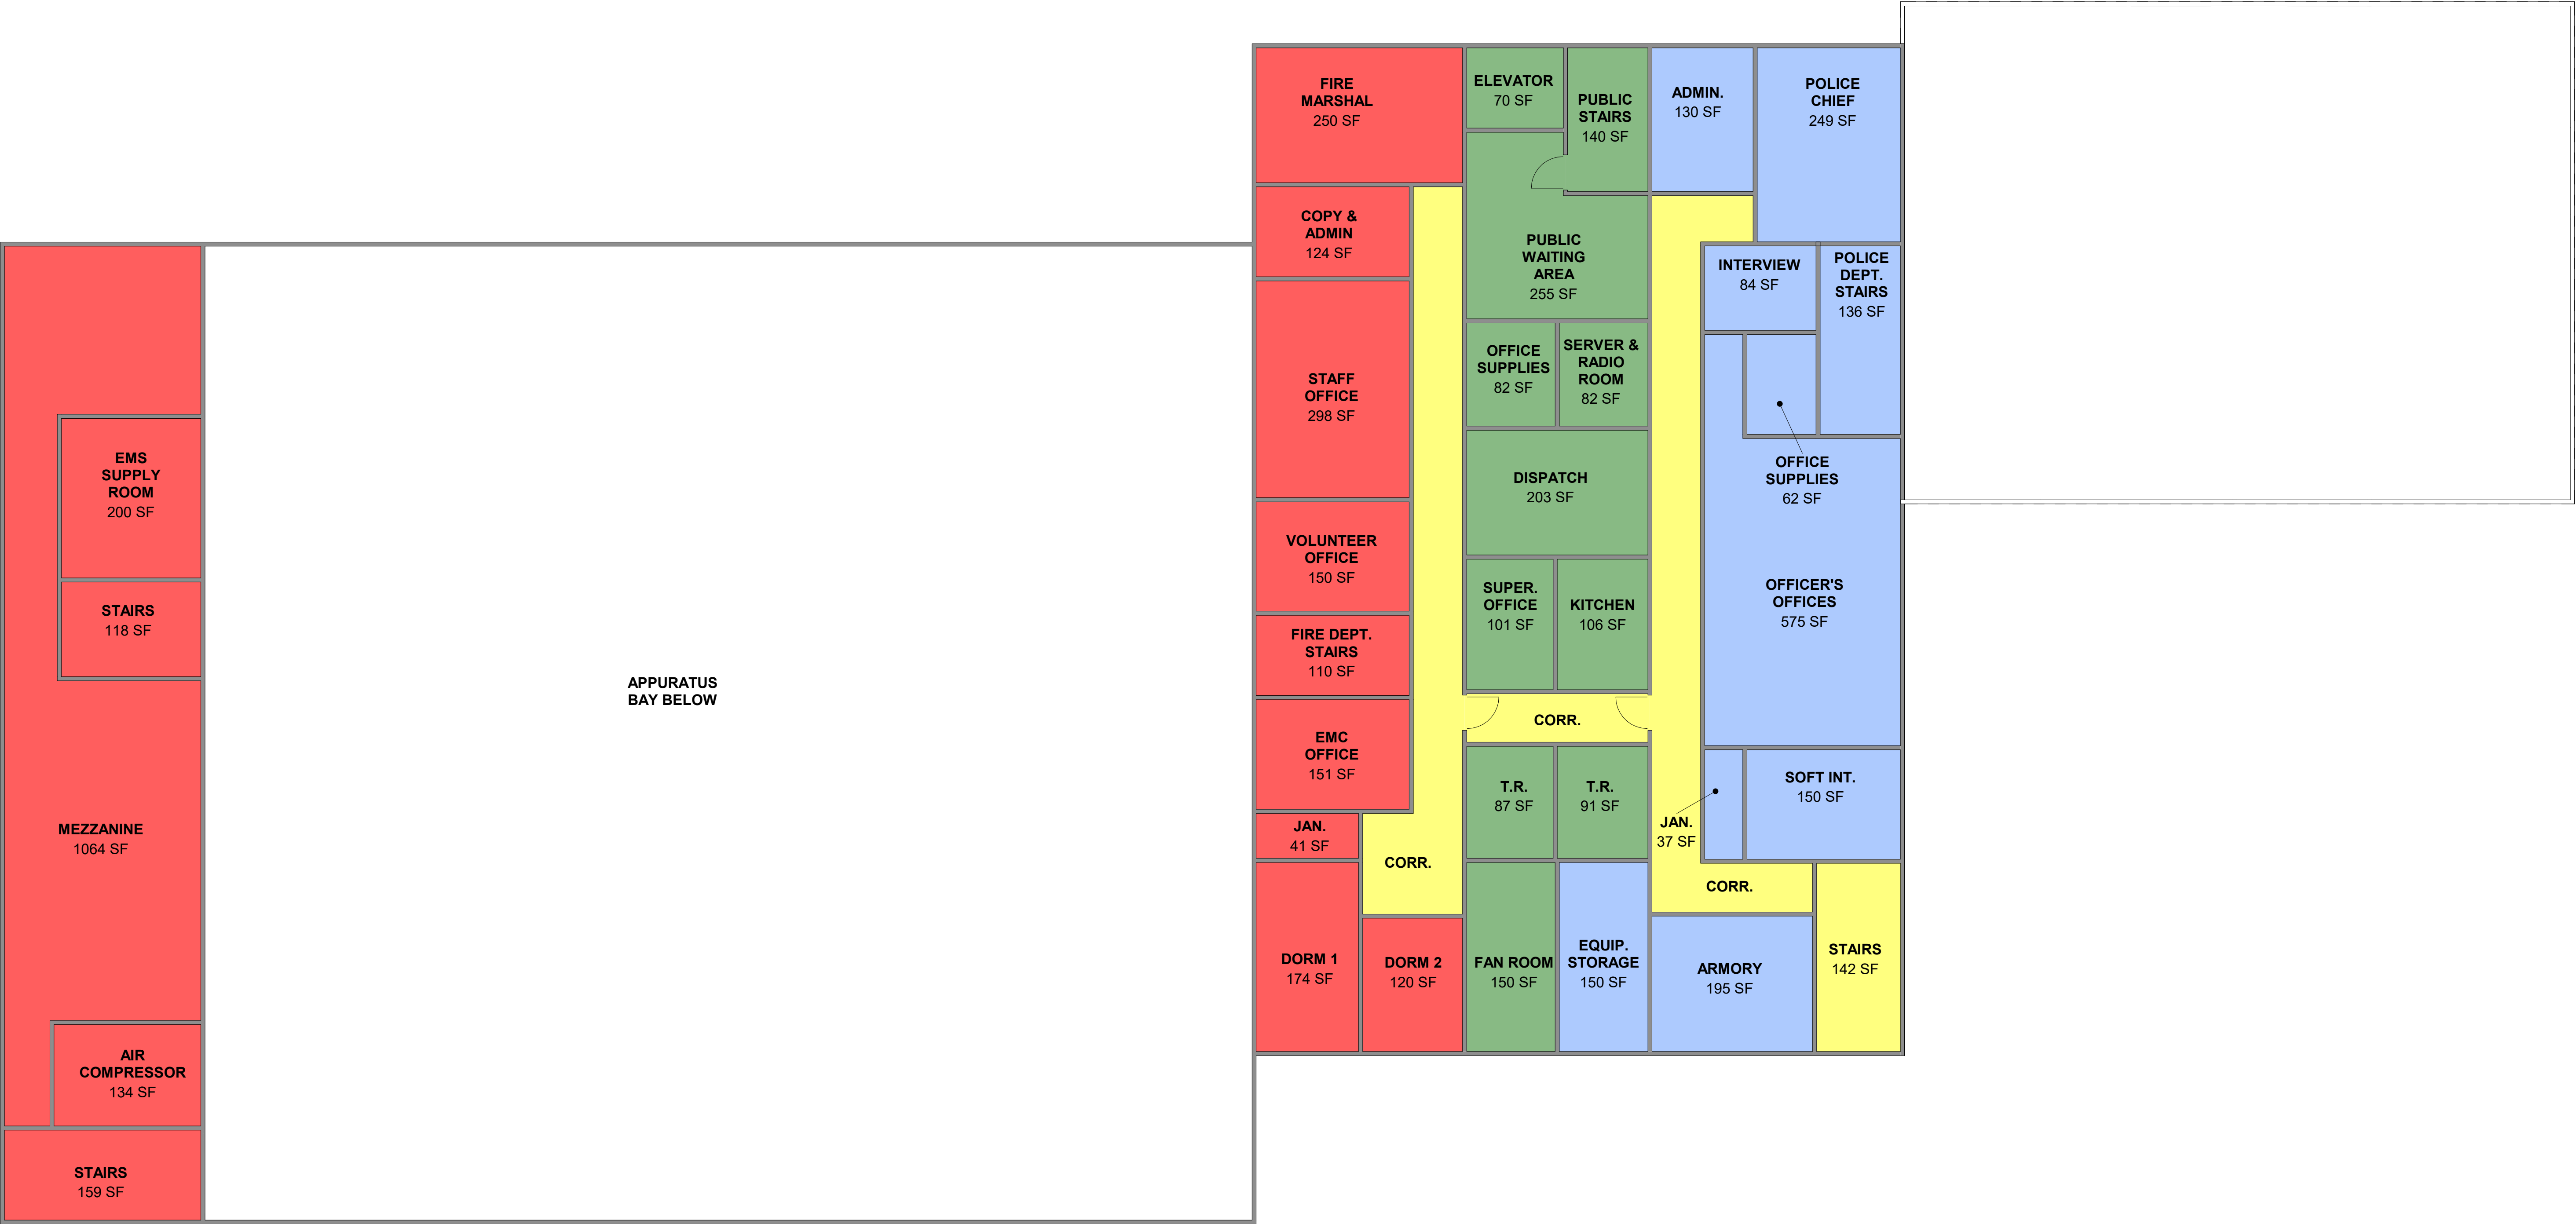 FIRE
MARSHAL
250 SF
ELEVATOR
70 SF
PUBLIC
STAIRS
140 SF
ADMIN.
130 SF
POLICE
CHIEF
249 SF
COPY &
ADMIN
124 SF
PUBLIC
WAITING
AREA
255 SF
INTERVIEW
84 SF
POLICE
DEPT.
STAIRS
136 SF
STAFF
OFFICE
298 SF
OFFICE
SUPPLIES
82 SF
SERVER &
RADIO
ROOM
82 SF
EMS
SUPPLY
ROOM
200 SF
DISPATCH
203 SF
OFFICE
SUPPLIES
62 SF
VOLUNTEER
OFFICE
150 SF
STAIRS
118 SF
SUPER.
OFFICE
101 SF
KITCHEN
106 SF
OFFICER'S
OFFICES
575 SF
FIRE DEPT.
STAIRS
110 SF
APPURATUS
BAY BELOW
CORR.
EMC
OFFICE
151 SF
T.R.
87 SF
T.R.
91 SF
SOFT INT.
150 SF
MEZZANINE
1064 SF
JAN.
41 SF
JAN.
37 SF
CORR.
CORR.
DORM 1
174 SF
DORM 2
120 SF
FAN ROOM
150 SF
EQUIP.
STORAGE
150 SF
ARMORY
195 SF
STAIRS
142 SF
AIR
COMPRESSOR
134 SF
STAIRS
159 SF